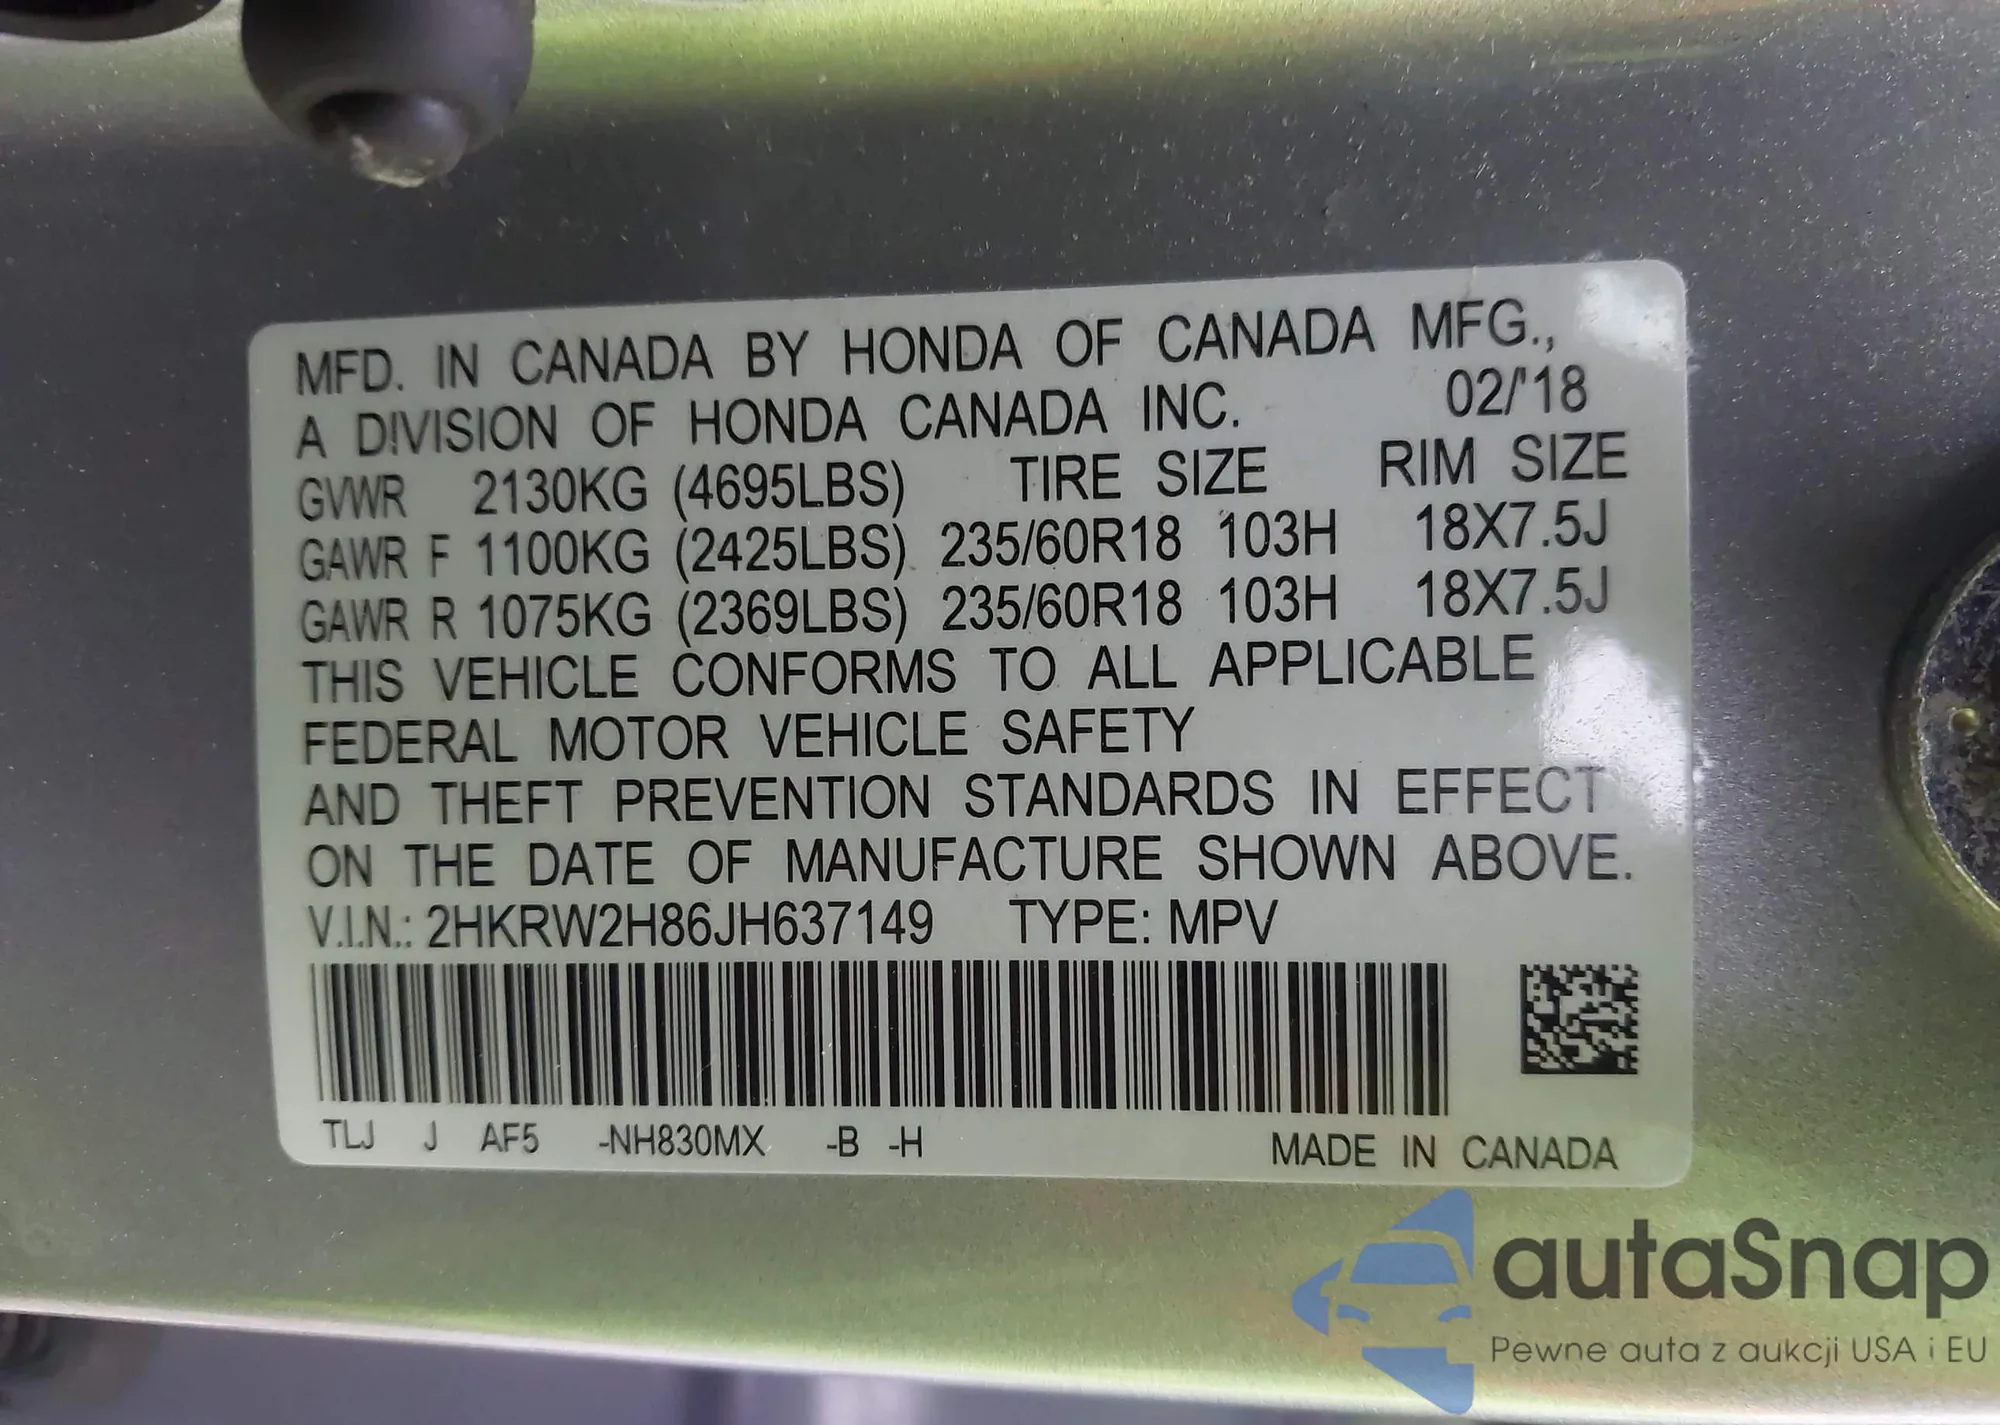 MFD. IN CANADA BY HONDA OF CANADA MFG.,
A DIVISION OF HONDA CANADA INC. 02/'18
GVWR 2130KG (4695LBS) TIRE SIZE RIM SIZE
GAWR F 1100KG (2425LBS) 235/60R18 103H 18X7.5J
GAWR R 1075KG (2369LBS) 235/60R18 103H 18X7.5J
THIS VEHICLE CONFORMS TO ALL APPLICABLE
FEDERAL MOTOR VEHICLE SAFETY
AND THEFT PREVENTION STANDARDS IN EFFECT
ON THE DATE OF MANUFACTURE SHOWN ABOVE.
V.I.N.: 2HKRW2H86JH637149 TYPE: MPV
TLJ J AF5 -NH830MX -B -H MADE IN CANADA
autaSnap
Pewne auta z aukcji USA i EU